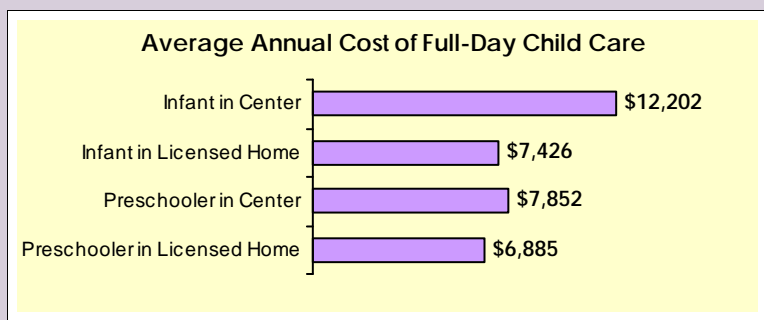 Average Annual Cost of Full-Day Child Care
Infant in Center $12,202
Infant in Licensed Home $7,426
Preschooler in Center $7,852
Preschooler in Licensed Home $6,885